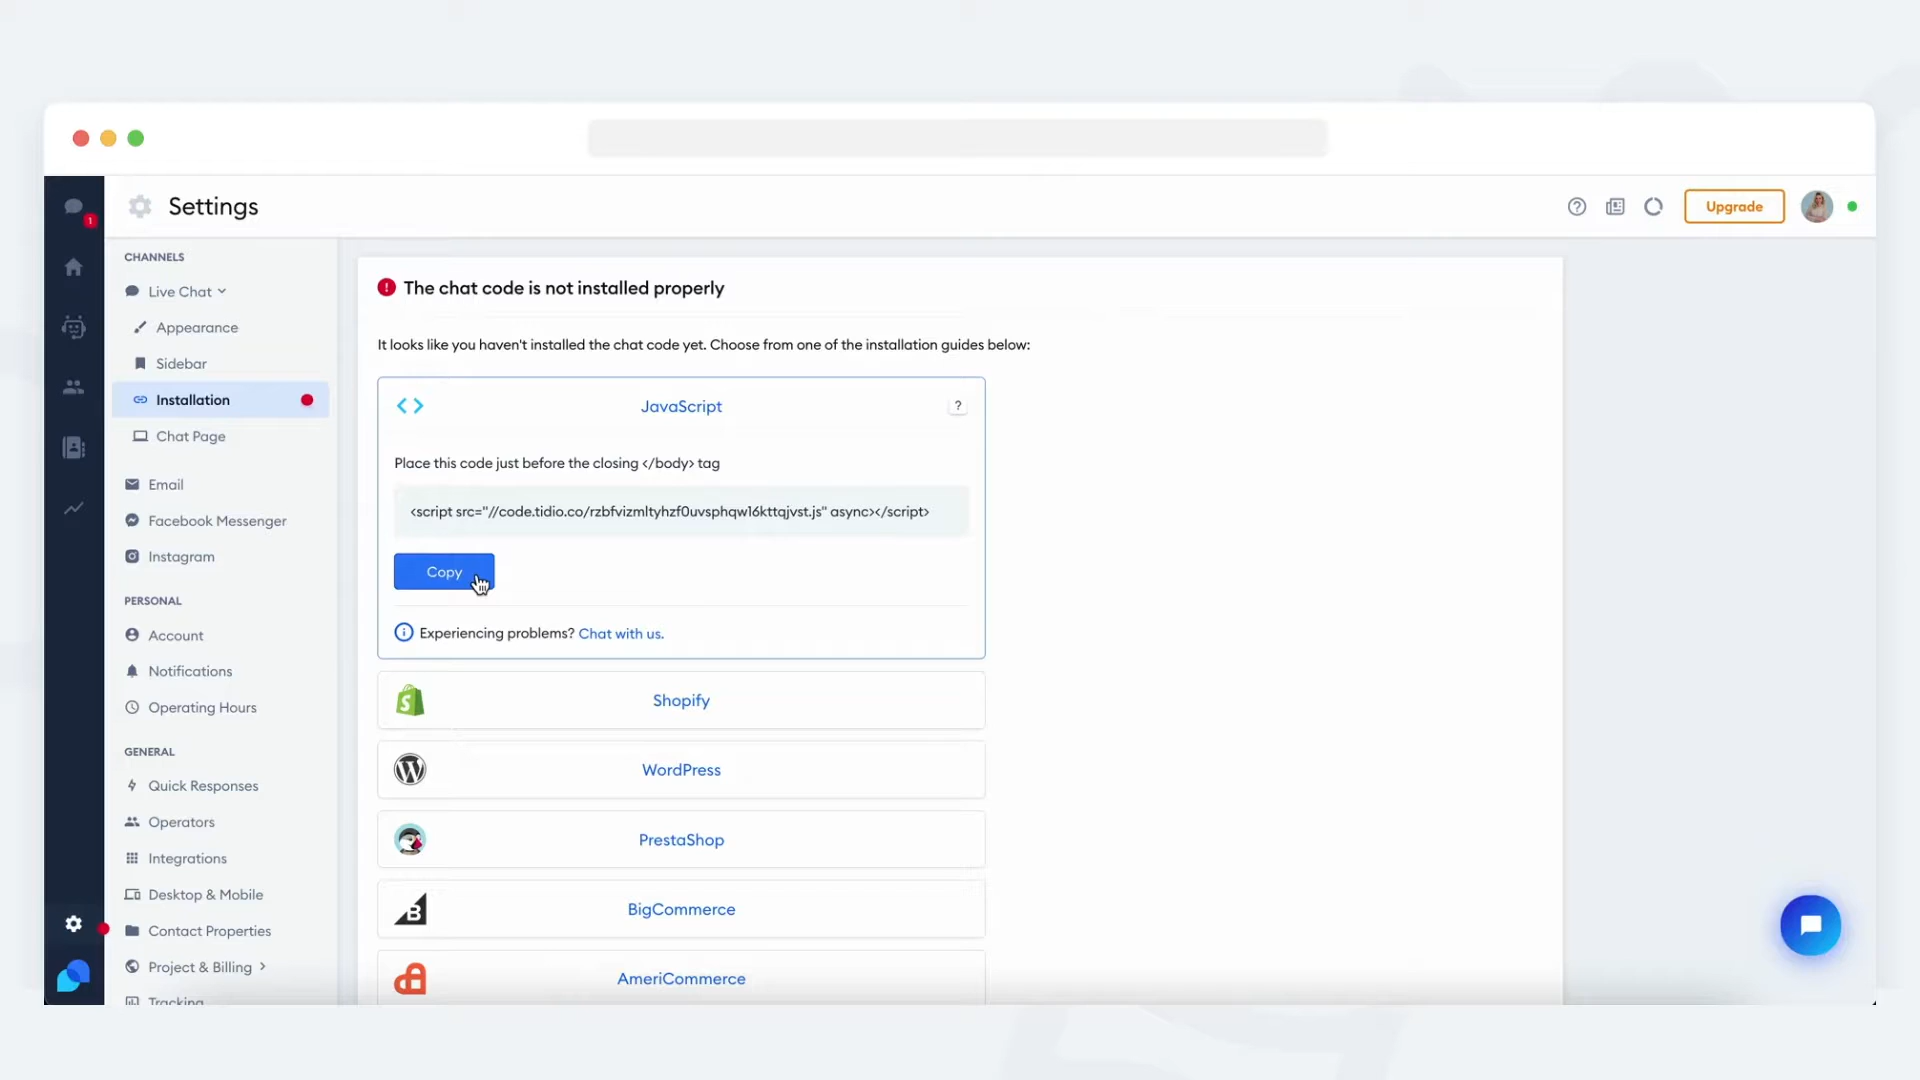 Settings
Upgrade
1
CHANNELS
Live Chat
Appearance
Sidebar
Installation
Chat Page
Email
Facebook Messenger
Instagram
PERSONAL
Account
Notifications
Operating Hours
GENERAL
Quick Responses
Operators
Integrations
Desktop & Mobile
Contact Properties
Project & Billing
Tracking
The chat code is not installed properly
It looks like you haven't installed the chat code yet. Choose from one of the installation guides below:
JavaScript
?
Place this code just before the closing </body> tag
<script src="//code.tidio.co/rzbfvizmltyhzf0uvsphqw16kttqjvst.js" async></script>
Copy
Experiencing problems? Chat with us.
Shopify
WordPress
PrestaShop
BigCommerce
AmeriCommerce